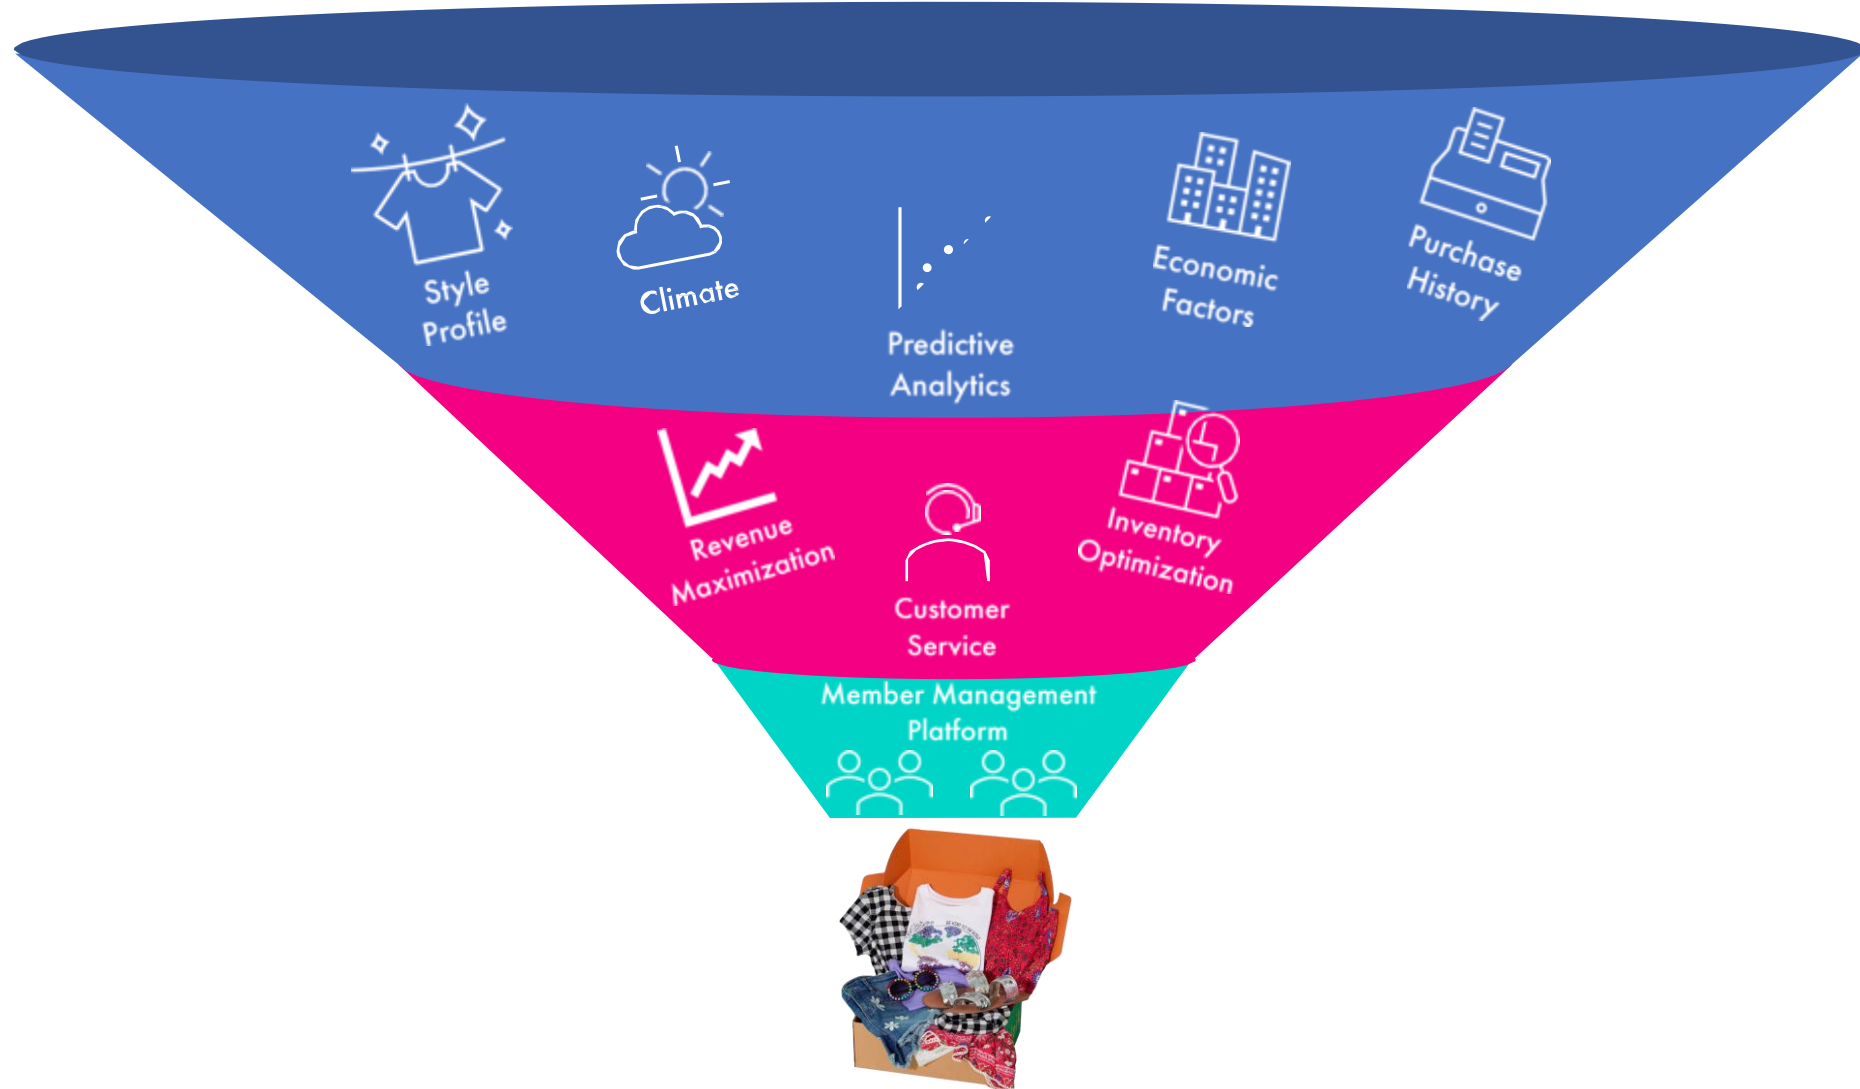 Style
Profile
Climate
Predictive
Analytics
Economic
Factors
Purchase
History
Revenue
Maximization
Customer
Service
Inventory
Optimization
Member Management
Platform